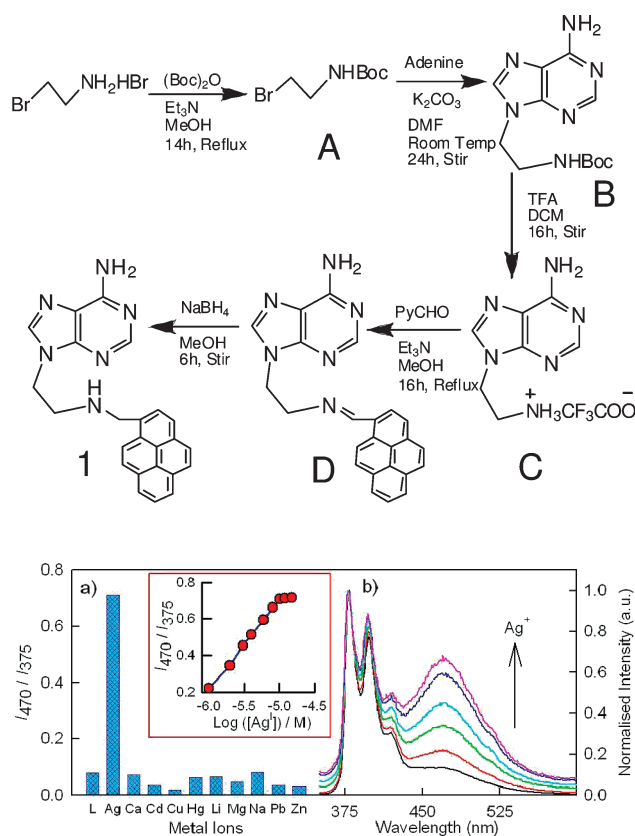 NH2HBr
Br
(Boc)2O
Et3N
MeOH
14h, Reflux
NHBoc
Br
A
Adenine
K2CO3
DMF
Room Temp
24h, Stir
NH2
N
N
N
N
NHBoc
B
TFA
DCM
16h, Stir
NH2
N
N
N
N
+
NH3CF3COO−
C
PyCHO
Et3N
MeOH
16h, Reflux
NH2
N
N
N
N
N
D
NaBH4
MeOH
6h, Stir
NH2
N
N
N
N
H
N
1
a)
I470 / I375
0.8
0.6
0.4
0.2
0.0
L Ag Ca Cd Cu Hg Li Mg Na Pb Zn
Metal Ions
I470 / I375
0.8
0.6
0.4
0.2
-6.0 -5.5 -5.0 -4.5
Log ([AgI]) / M)
b)
Ag+
1.0
0.8
0.6
0.4
0.2
0.0
Normalised Intensity (a.u.)
375 450 525
Wavelength (nm)